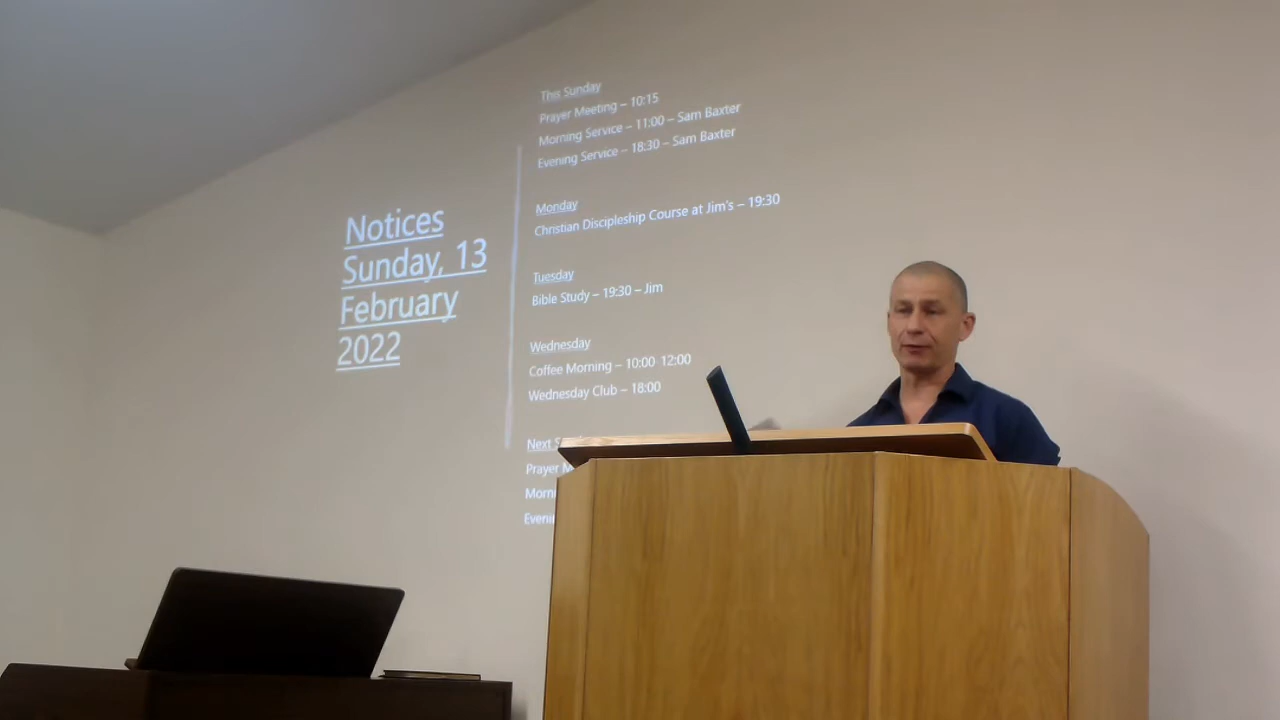 Notices
Sunday, 13
February
2022
This Sunday
Prayer Meeting – 10:15
Morning Service – 11:00 – Sam Baxter
Evening Service – 18:30 – Sam Baxter
Monday
Christian Discipleship Course at Jim's – 19:30
Tuesday
Bible Study – 19:30 – Jim
Wednesday
Coffee Morning – 10:00 12:00
Wednesday Club – 18:00
Next
Prayer